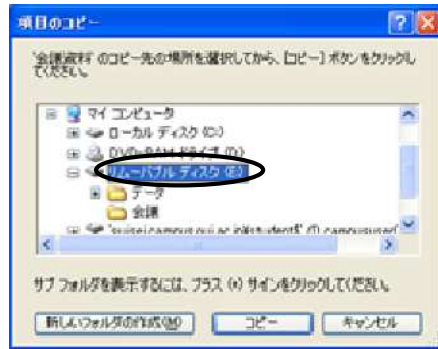 項目のコピー
'会議資料' のコピー先の場所を選択してから、[コピー] ボタンをクリックし
てください。
マイ コンピュータ
ローカル ディスク (C:)
DVD-RAM ドライブ (D:)
リムーバブル ディスク (E:)
データ
会議
サブ フォルダを表示するには、プラス (+) サインをクリックしてください。
新しいフォルダの作成(M)
コピー
キャンセル